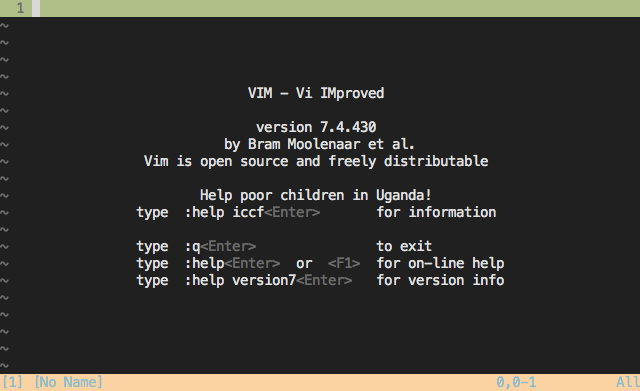 1
~
~
~
~
~ VIM - Vi IMproved
~
~ version 7.4.430
~ by Bram Moolenaar et al.
~ Vim is open source and freely distributable
~
~ Help poor children in Uganda!
~ type :help iccf<Enter> for information
~
~ type :q<Enter> to exit
~ type :help<Enter> or <F1> for on-line help
~ type :help version7<Enter> for version info
~
~
~
~
~
[1] [No Name] 0,0-1 All